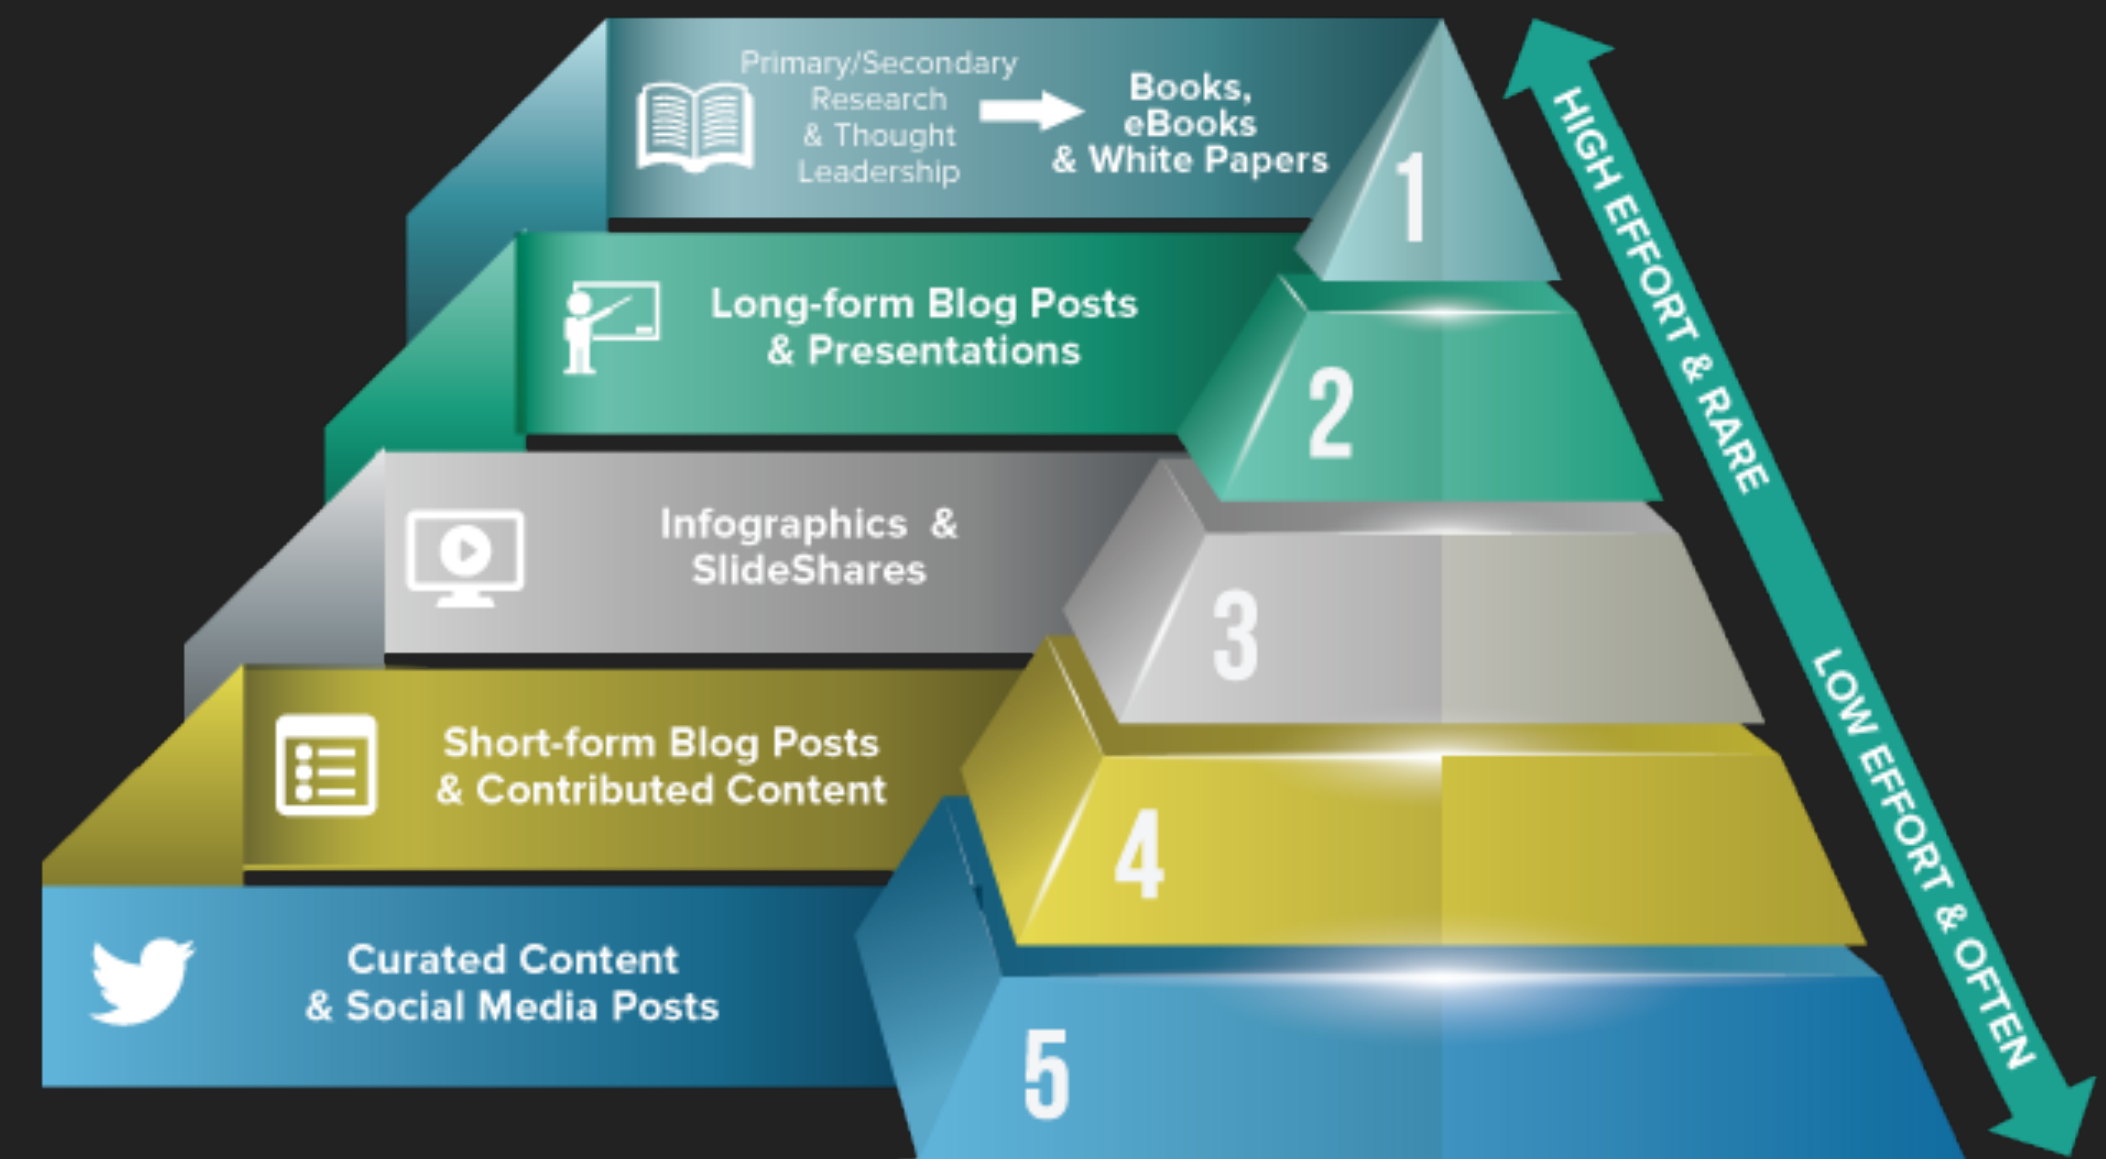 Primary/Secondary
Research
& Thought
Leadership
Books,
eBooks
& White Papers
1
HIGH EFFORT & RARE
Long-form Blog Posts
& Presentations
2
Infographics &
SlideShares
3
Short-form Blog Posts
& Contributed Content
4
LOW EFFORT & OFTEN
Curated Content
& Social Media Posts
5